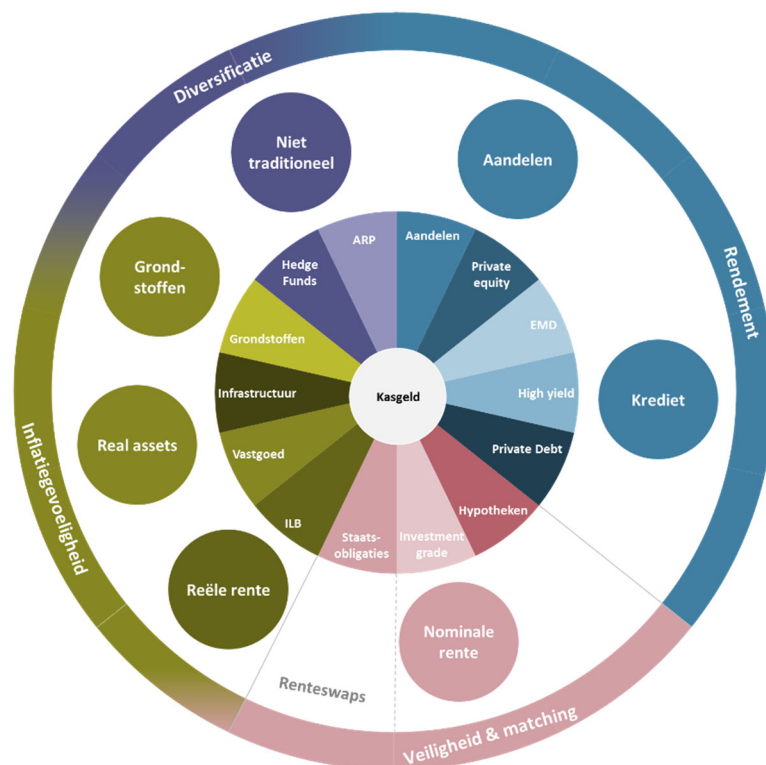 Diversificatie
Rendement
Inflatiegevoeligheid
Veiligheid & matching
Niet
traditioneel
Aandelen
Grond-
stoffen
Krediet
Real assets
Reële rente
Nominale
rente
Renteswaps
ARP
Aandelen
Hedge
Funds
Private
equity
Grondstoffen
EMD
Infrastructuur
Kasgeld
High yield
Vastgoed
Private Debt
ILB
Hypotheken
Staats-
obligaties
Investment
grade